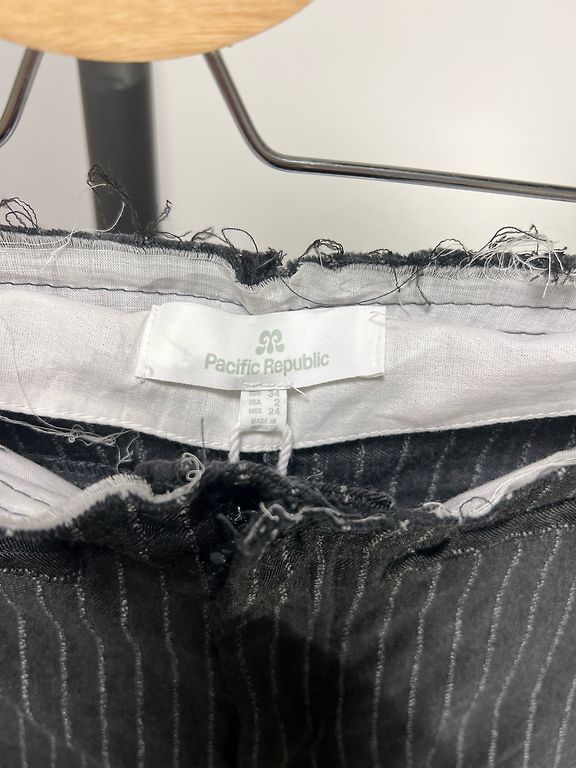 Pacific Republic
EUR 34
USA 2
MEX 24
MADE IN